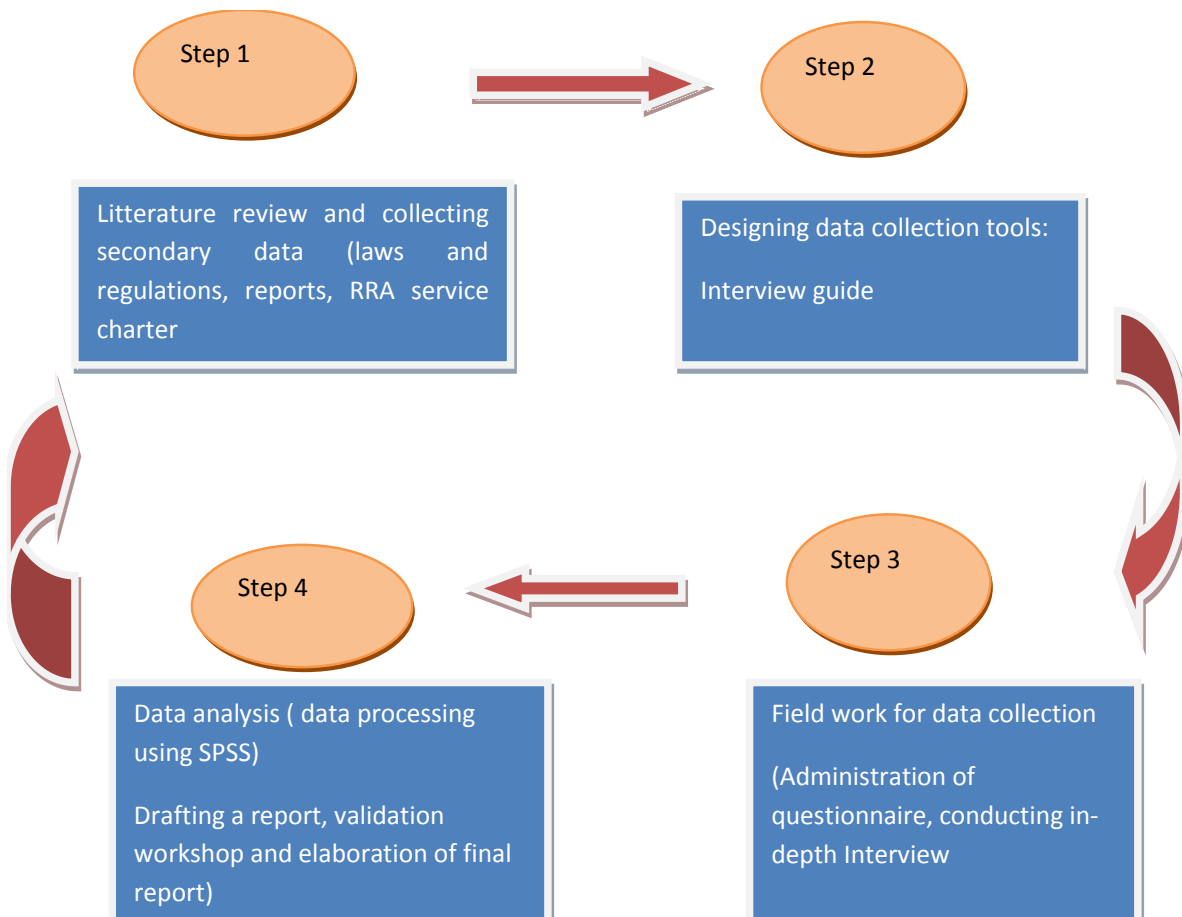 Step 1
Litterature review and collecting
secondary data (laws and
regulations, reports, RRA service
charter
Step 2
Designing data collection tools:
Interview guide
Step 3
Field work for data collection
(Administration of
questionnaire, conducting in-
depth Interview
Step 4
Data analysis ( data processing
using SPSS)
Drafting a report, validation
workshop and elaboration of final
report)